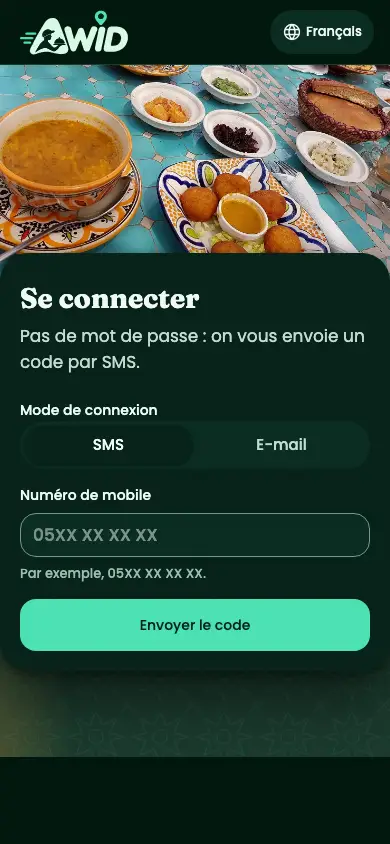 AWID
Français
Se connecter
Pas de mot de passe : on vous envoie un
code par SMS.
Mode de connexion
SMS
E-mail
Numéro de mobile
05XX XX XX XX
Par exemple, 05XX XX XX XX.
Envoyer le code